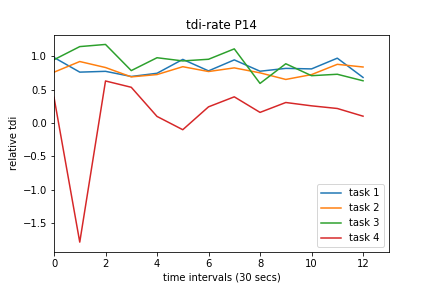 tdi-rate P14
relative tdi
1.0
0.5
0.0
−0.5
−1.0
−1.5
0 2 4 6 8 10 12
time intervals (30 secs)
task 1
task 2
task 3
task 4